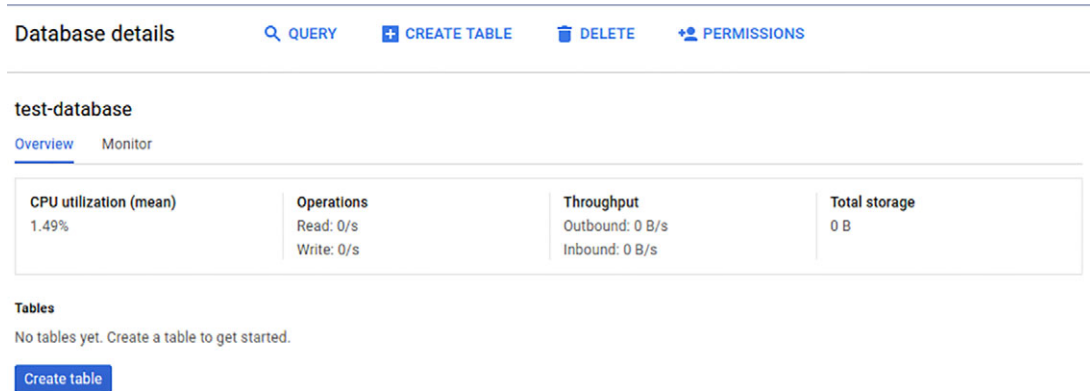 Database details QUERY CREATE TABLE DELETE PERMISSIONS
test-database
Overview Monitor
CPU utilization (mean) Operations Throughput Total storage
1.49% Read: 0/s Outbound: 0 B/s 0 B
Write: 0/s Inbound: 0 B/s
Tables
No tables yet. Create a table to get started.
Create table